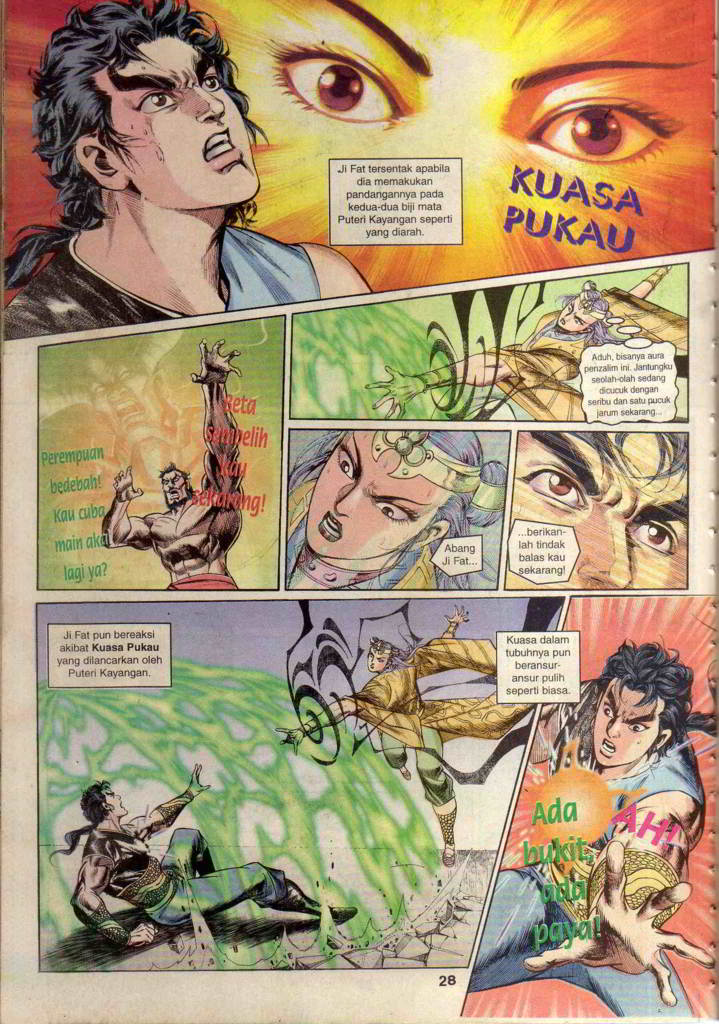 Ji Fat tersentak apabila
dia memakukan
pandangannya pada
kedua-dua biji mata
Puteri Kayangan seperti
yang diarah.
KUASA
PUKAU
Perempuan
bedebah!
Kau cuba
main aku
lagi ya?
Beta
sembelih
kau
sekarang!
Aduh, bisanya aura
penzalim ini. Jantungku
seolah-olah sedang
dicucuk dengan
seribu dan satu pucuk
jarum sekarang...
Abang
Ji Fat...
...berikan-
lah tindak
balas kau
sekarang!
Ji Fat pun bereaksi
akibat Kuasa Pukau
yang dilancarkan oleh
Puteri Kayangan.
Kuasa dalam
tubuhnya pun
beransur-
ansur pulih
seperti biasa.
Ada
bukit,
ada
paya!
AH!
28